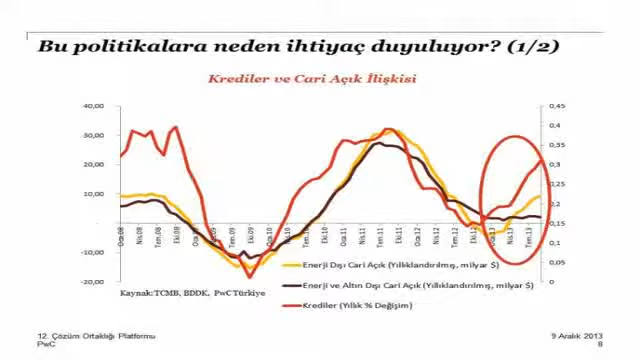 Bu politikalara neden ihtiyaç duyuluyor? (1/2)
Krediler ve Cari Açık İlişkisi
40,00
30,00
20,00
10,00
-
-10,00
-20,00
0,45
0,4
0,35
0,3
0,25
0,2
0,15
0,1
0,05
0
Oca.08
Nis.08
Tem.08
Eki.08
Oca.09
Tem.09
Eki.09
Oca.10
Nis.10
Tem.10
Eki.10
Oca.11
Nis.11
Tem.11
Eki.11
Oca.12
Nis.12
Tem.12
Eki.12
Oca.13
Nis.13
Tem.13
Enerji Dışı Cari Açık (Yıllıklandırılmış, milyar $)
Enerji ve Altın Dışı Cari Açık (Yıllıklandırılmış, milyar $)
Krediler (Yıllık % Değişim)
Kaynak:TCMB, BDDK, PwC Türkiye
12. Çözüm Ortaklığı Platformu
PwC
9 Aralık 2013
8